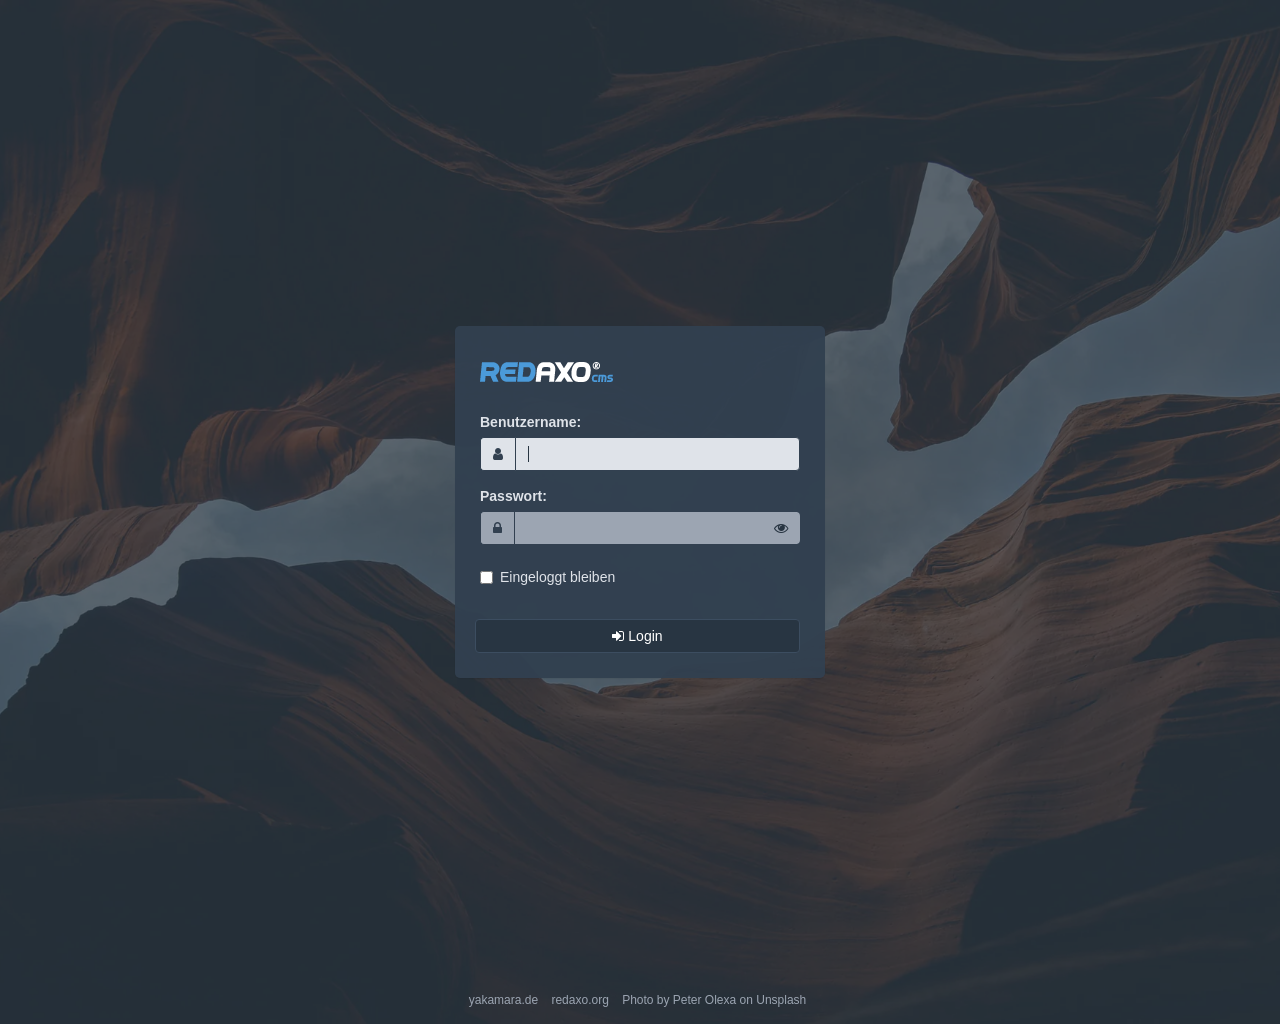 REDAXO® cms
Benutzername:
Passwort:
Eingeloggt bleiben
Login
yakamara.de redaxo.org Photo by Peter Olexa on Unsplash